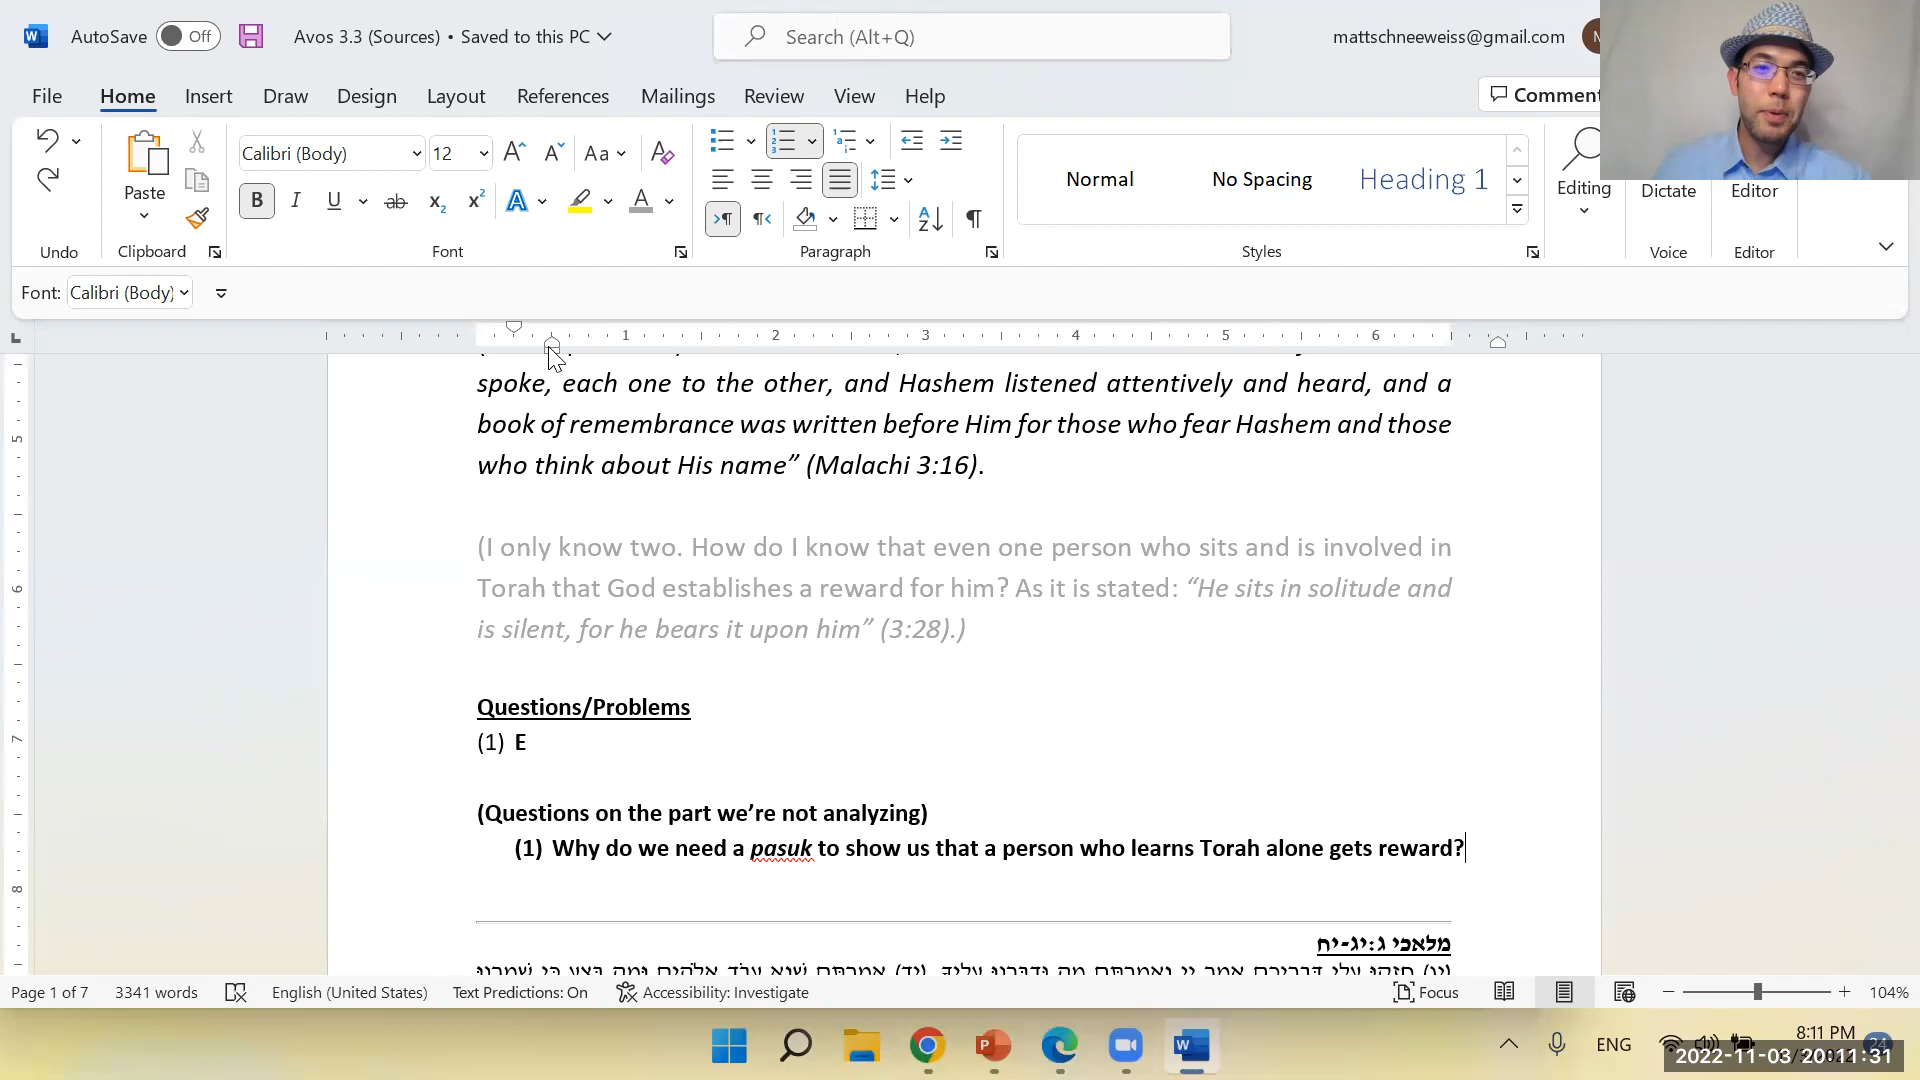 AutoSave Off Avos 3.3 (Sources) • Saved to this PC Search (Alt+Q) mattschneeweiss@gmail.com
File Home Insert Draw Design Layout References Mailings Review View Help Comment
Calibri (Body) 12
Paste
Normal No Spacing Heading 1
Editing Dictate Editor
Undo Clipboard Font Paragraph Styles Voice Editor
Font: Calibri (Body)
1 2 3 4 5 6
spoke, each one to the other, and Hashem listened attentively and heard, and a
book of remembrance was written before Him for those who fear Hashem and those
who think about His name” (Malachi 3:16).
(I only know two. How do I know that even one person who sits and is involved in
Torah that God establishes a reward for him? As it is stated: “He sits in solitude and
is silent, for he bears it upon him” (3:28).)
Questions/Problems
(1) E
(Questions on the part we’re not analyzing)
(1) Why do we need a pasuk to show us that a person who learns Torah alone gets reward?
מלאכי ג:יג-יח
Page 1 of 7 3341 words English (United States) Text Predictions: On Accessibility: Investigate Focus 104%
ENG 8:11 PM 24
2022-11-03 20:11:31